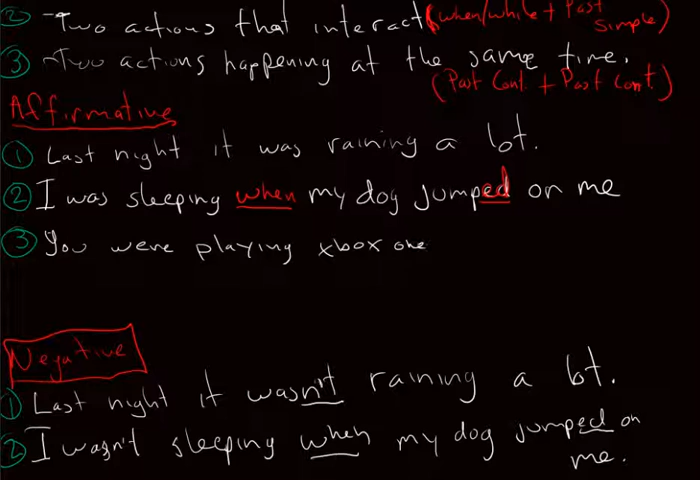 ② - Two actions that interact (when/while + Past Simple)
③ - Two actions happening at the same time.
(Past Cont. + Past Cont.)
Affirmative
① Last night it was raining a lot.
② I was sleeping when my dog jumped on me
③ You were playing xbox one
Negative
① Last night it wasn't raining a lot.
② I wasn't sleeping when my dog jumped on
me.